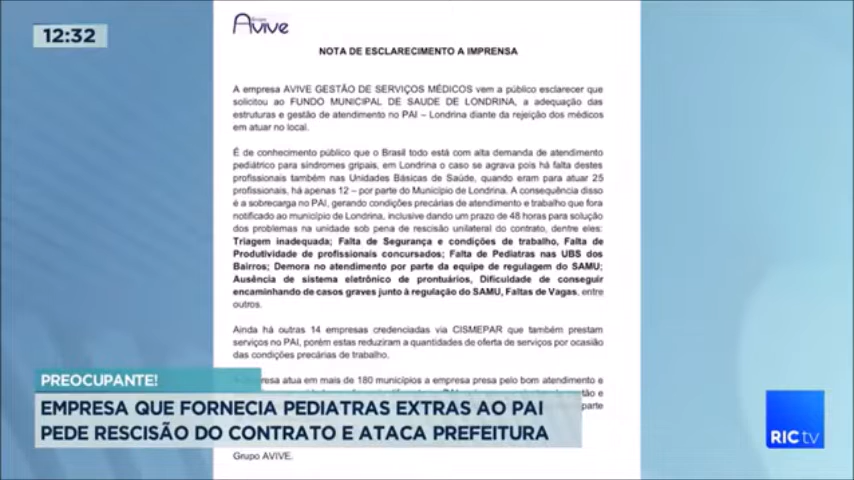 12:32
Grupo
Avive
NOTA DE ESCLARECIMENTO A IMPRENSA
A empresa AVIVE GESTÃO DE SERVIÇOS MÉDICOS vem a público esclarecer que
solicitou ao FUNDO MUNICIPAL DE SAUDE DE LONDRINA, a adequação das
estruturas e gestão de atendimento no PAI – Londrina diante da rejeição dos médicos
em atuar no local.
É de conhecimento público que o Brasil todo está com alta demanda de atendimento
pediátrico para síndromes gripais, em Londrina o caso se agrava pois há falta destes
profissionais também nas Unidades Básicas de Saúde, quando eram para atuar 25
profissionais, há apenas 12 – por parte do Município de Londrina. A consequência disso
é a sobrecarga no PAI, gerando condições precárias de atendimento e trabalho que fora
notificado ao município de Londrina, inclusive dando um prazo de 48 horas para solução
dos problemas na unidade sob pena de rescisão unilateral do contrato, dentre eles:
Triagem inadequada; Falta de Segurança e condições de trabalho, Falta de
Produtividade de profissionais concursados; Falta de Pediatras nas UBS dos
Bairros; Demora no atendimento por parte da equipe de regulagem do SAMU;
Ausência de sistema eletrônico de prontuários, Dificuldade de conseguir
encaminhando de casos graves junto à regulação do SAMU, Faltas de Vagas, entre
outros.
Ainda há outras 14 empresas credenciadas via CISMEPAR que também prestam
serviços no PAI, porém estas reduziram a quantidades de oferta de serviços por ocasião
das condições precárias de trabalho.
atua em mais de 180 municípios a empresa presa pelo bom atendimento e
e
parte
PREOCUPANTE!
EMPRESA QUE FORNECIA PEDIATRAS EXTRAS AO PAI
PEDE RESCISÃO DO CONTRATO E ATACA PREFEITURA
RIC tv
Grupo AVIVE.